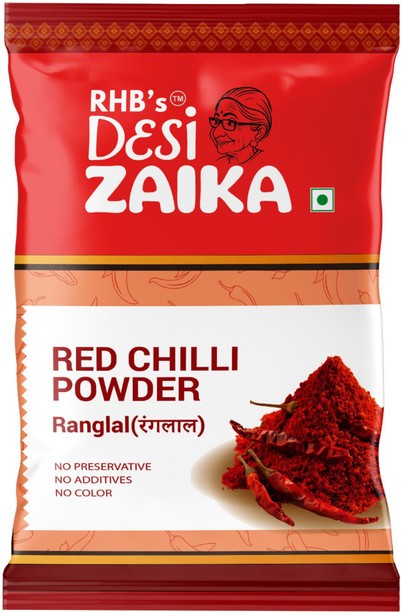 RHB's™
Desi
ZAIKA
RED CHILLI
POWDER
Ranglal(रंगलाल)
NO PRESERVATIVE
NO ADDITIVES
NO COLOR